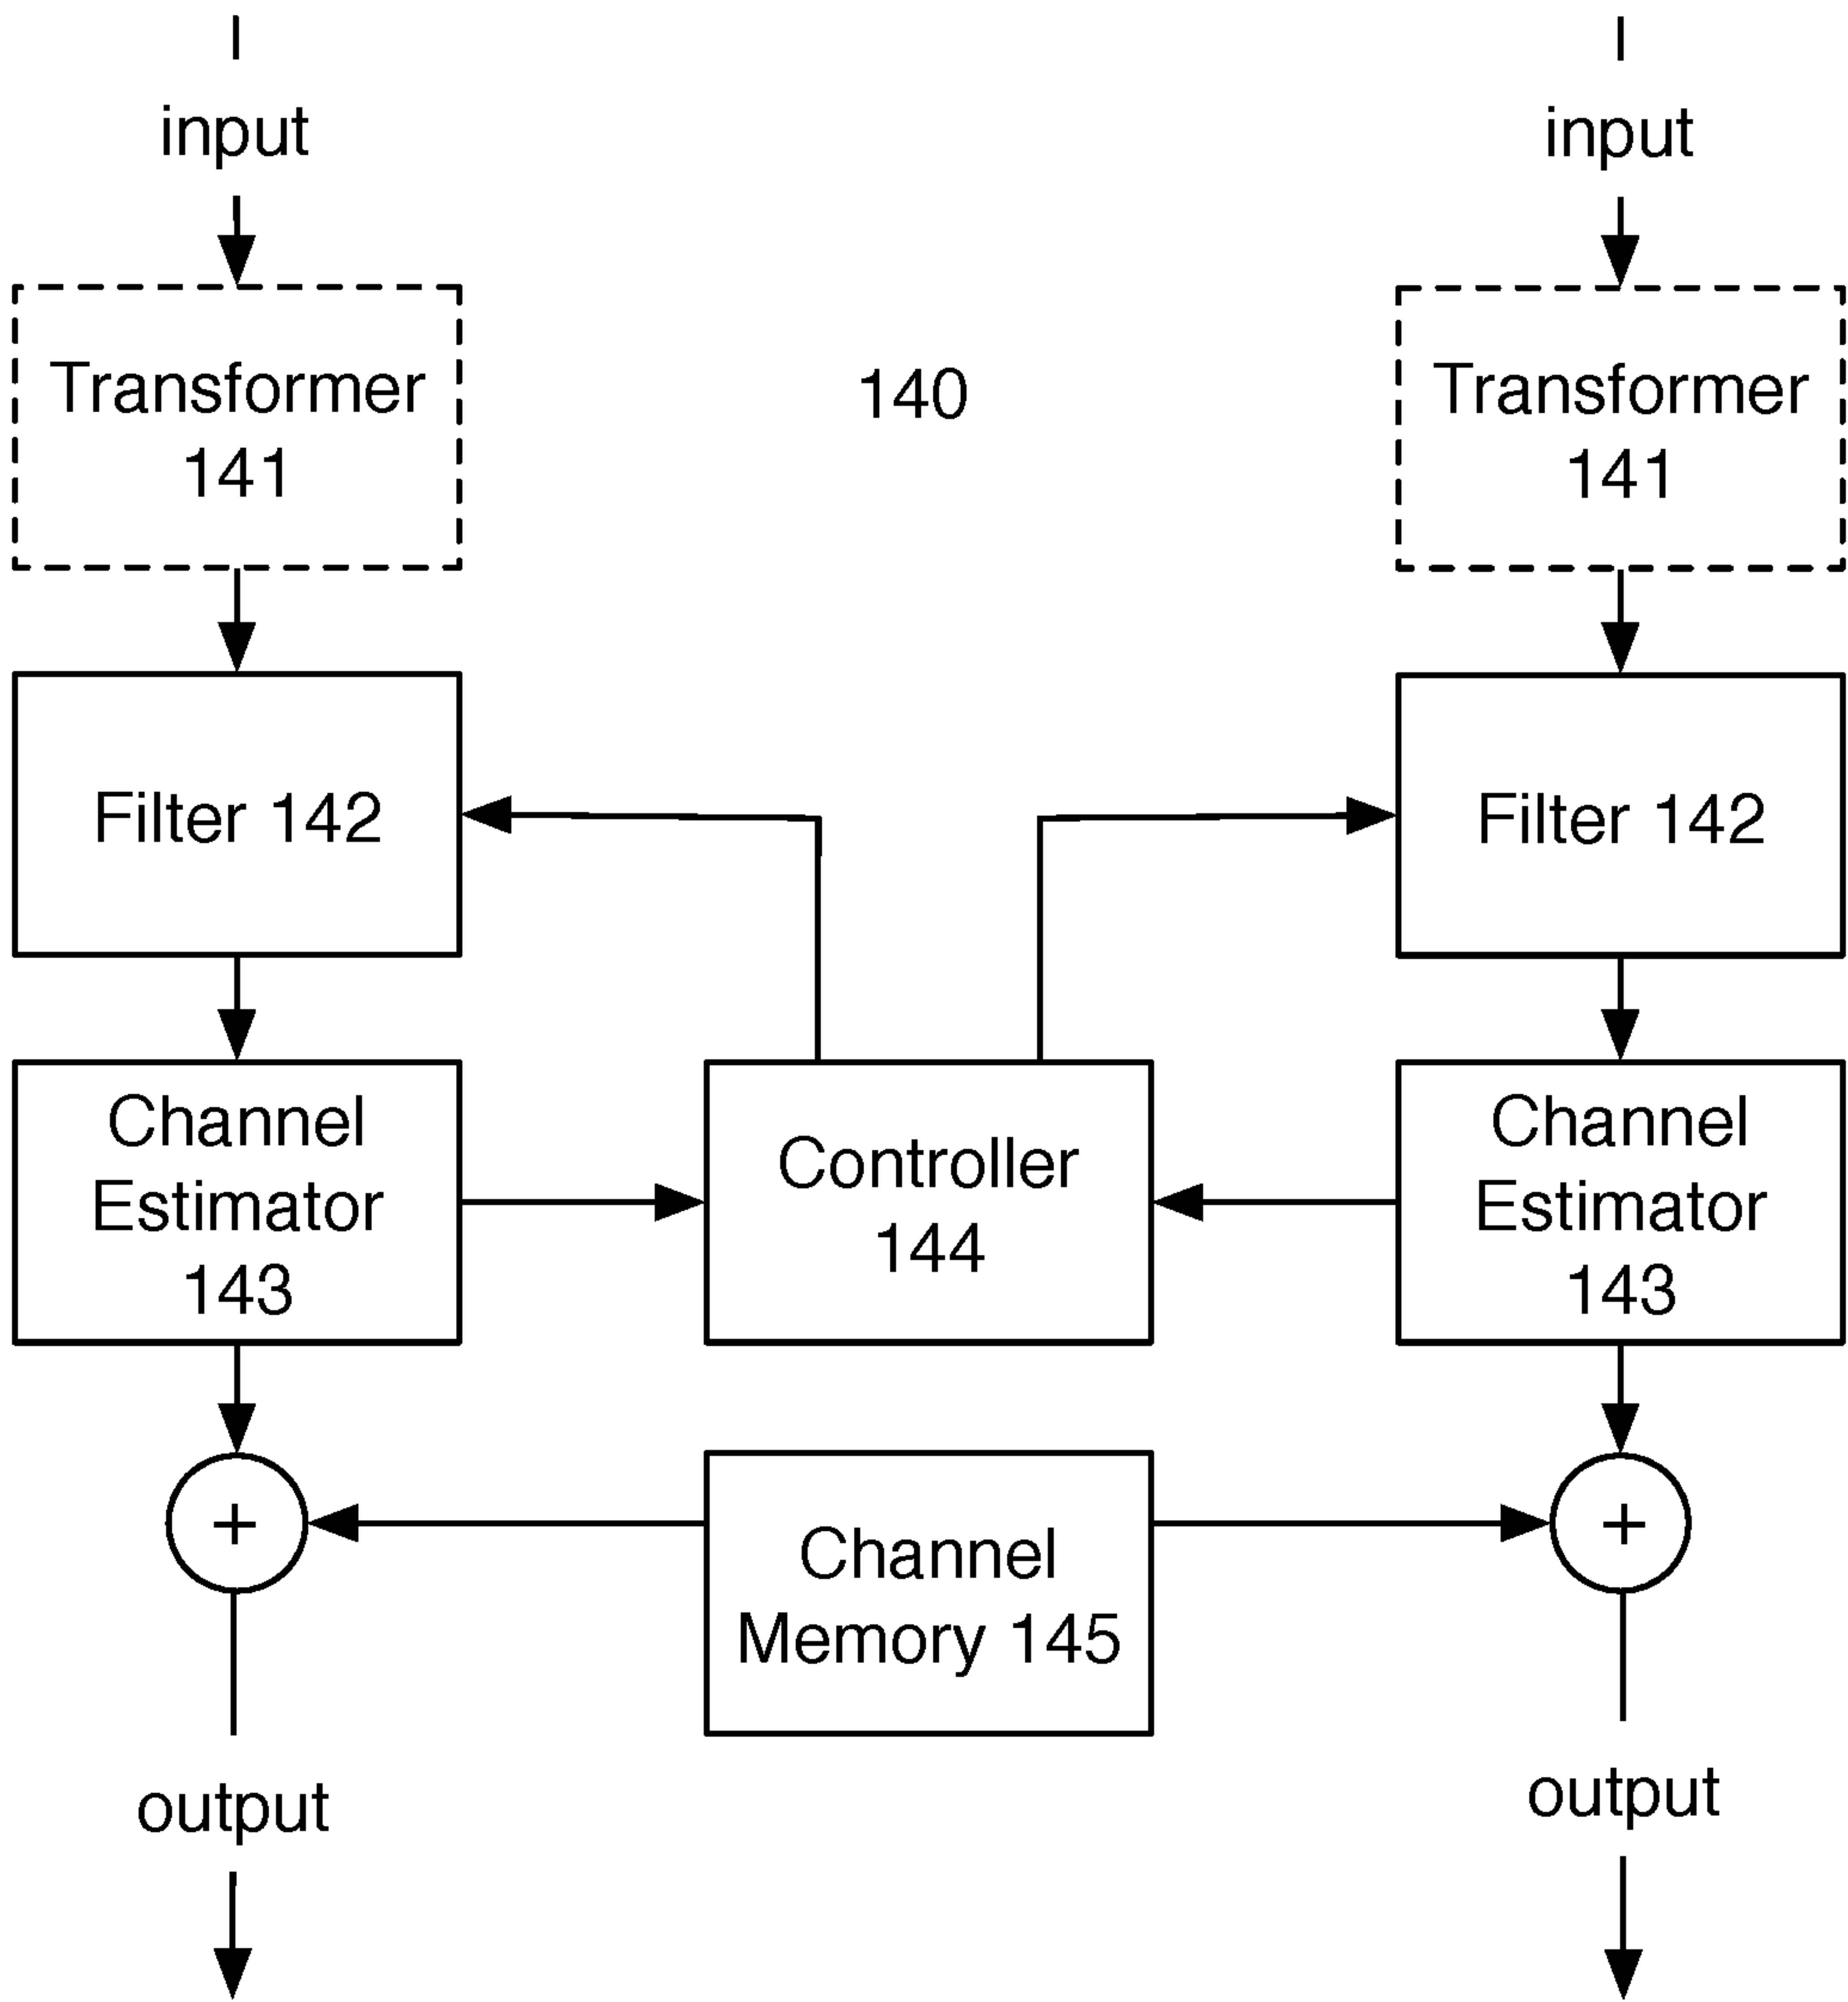 input
input
Transformer
141
140
Transformer
141
Filter 142
Filter 142
Channel
Estimator
143
Controller
144
Channel
Estimator
143
+
Channel
Memory 145
+
output
output